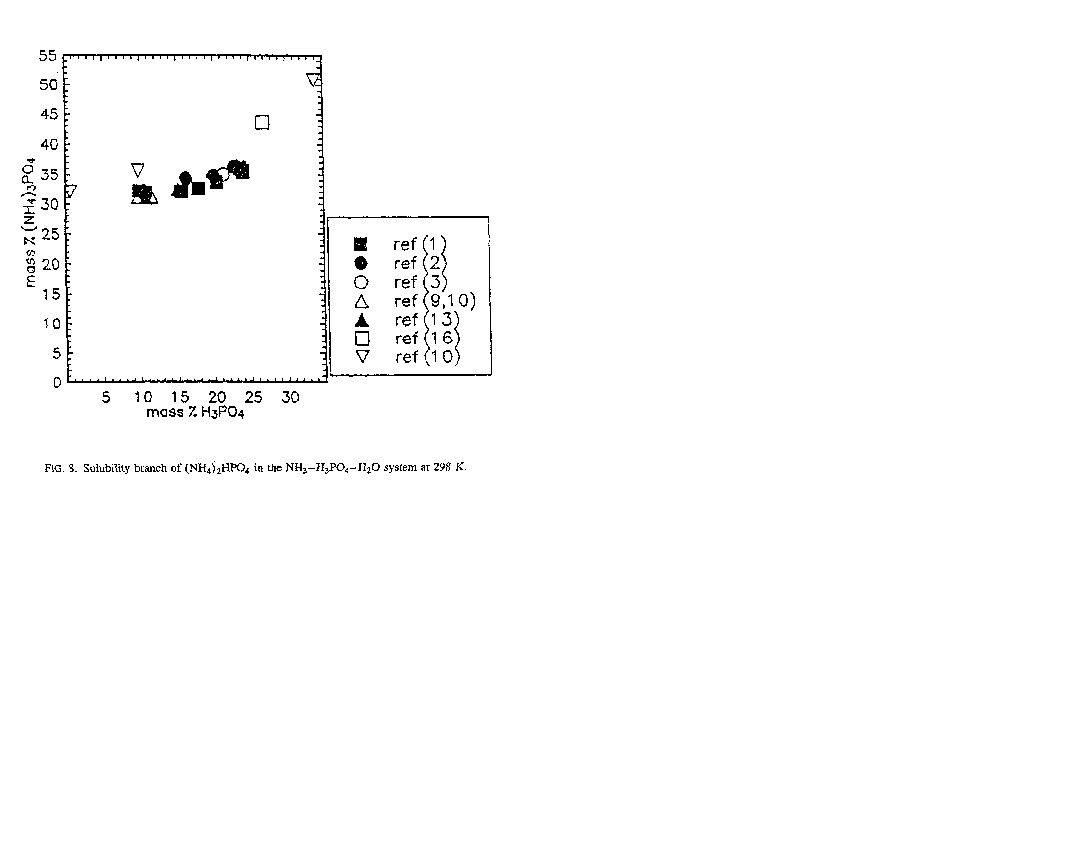 55
50
45
40
35
30
25
20
15
10
5
0
mass % (NH4)3PO4
5 10 15 20 25 30
mass % H3PO4
ref (1)
ref (2)
ref (3)
ref (9,10)
ref (13)
ref (16)
ref (10)
FIG. 8. Solubility branch of (NH4)2HPO4 in the NH3–H3PO4–H2O system at 298 K.